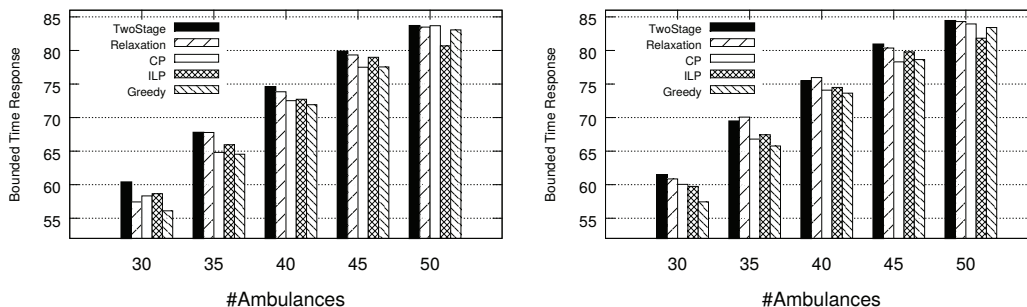 85
80
75
70
65
60
55
Bounded Time Response
TwoStage
Relaxation
CP
ILP
Greedy
30 35 40 45 50
#Ambulances
85
80
75
70
65
60
55
Bounded Time Response
TwoStage
Relaxation
CP
ILP
Greedy
30 35 40 45 50
#Ambulances